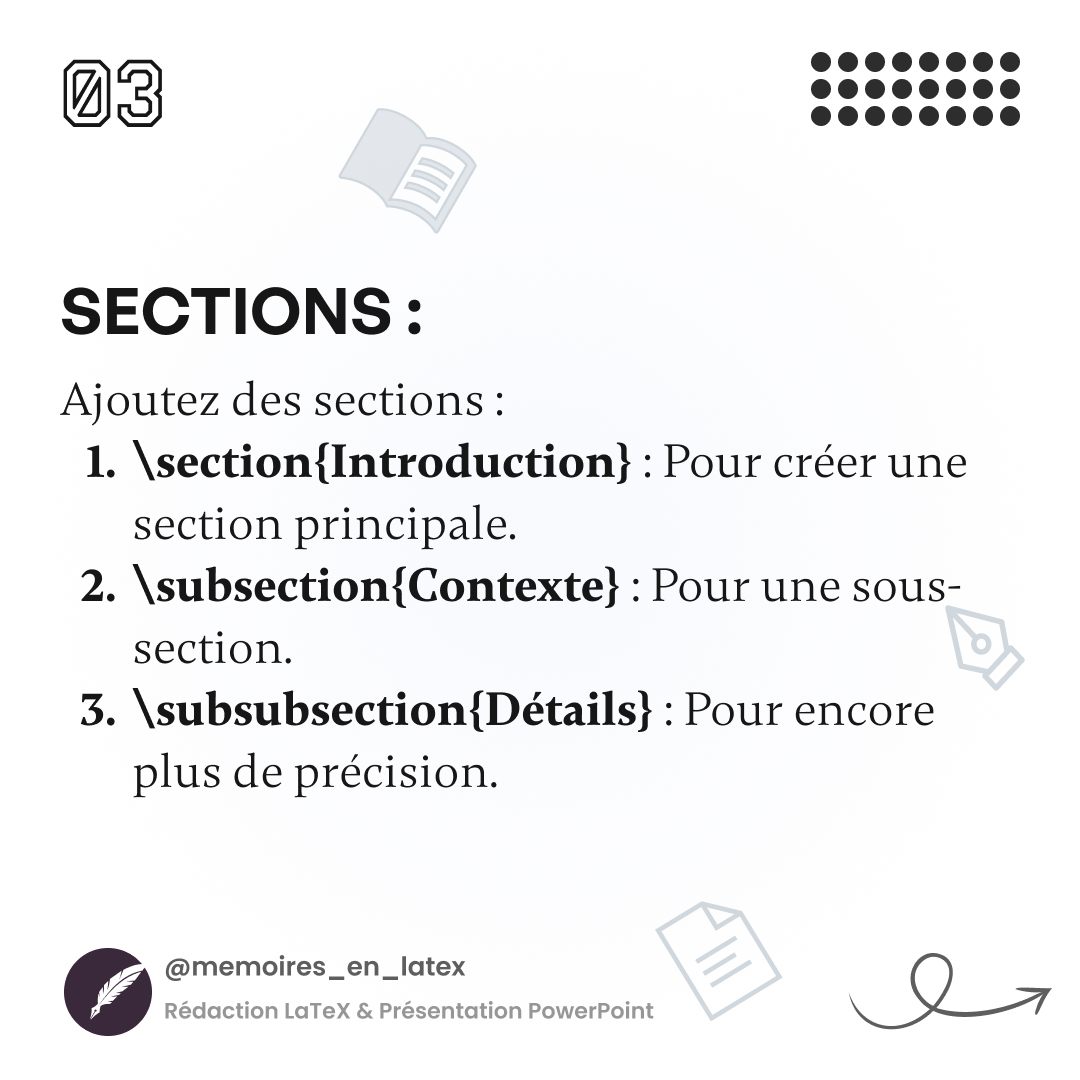 03
SECTIONS :
Ajoutez des sections :
1. \section{Introduction} : Pour créer une
section principale.
2. \subsection{Contexte} : Pour une sous-
section.
3. \subsubsection{Détails} : Pour encore
plus de précision.
@memoires_en_latex
Rédaction LaTeX & Présentation PowerPoint